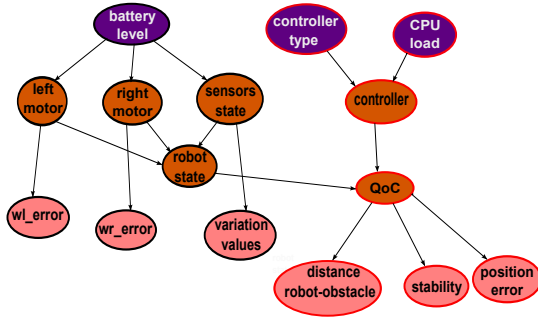 battery
level
controller
type
CPU
load
left
motor
right
motor
sensors
state
controller
robot
state
QoC
wl_error
wr_error
variation
values
distance
robot-obstacle
stability
position
error